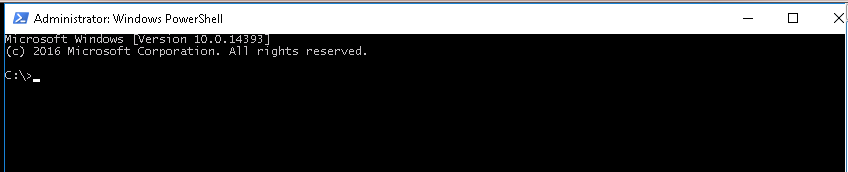 Administrator: Windows PowerShell
Microsoft Windows [Version 10.0.14393]
(c) 2016 Microsoft Corporation. All rights reserved.
C:\>